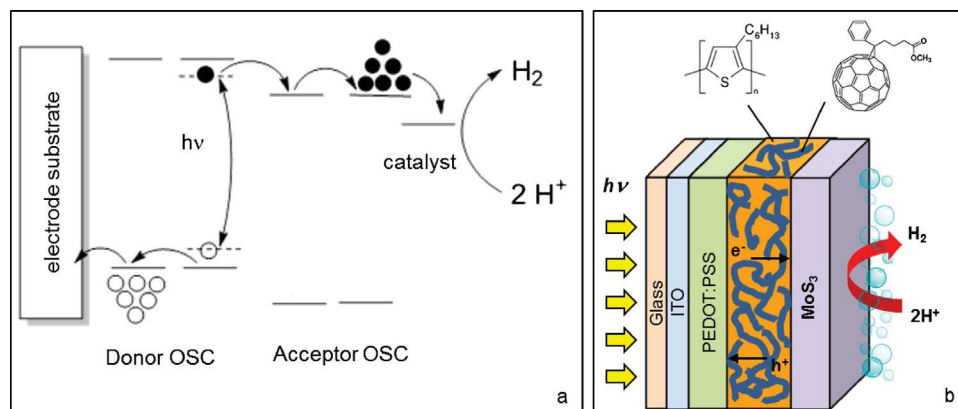 electrode substrate
hν
H₂
catalyst
2 H⁺
Donor OSC
Acceptor OSC
a
C₆H₁₃
S
n
O
OCH₃
hν
Glass
ITO
PEDOT:PSS
e⁻
h⁺
MoS₃
H₂
2H⁺
b